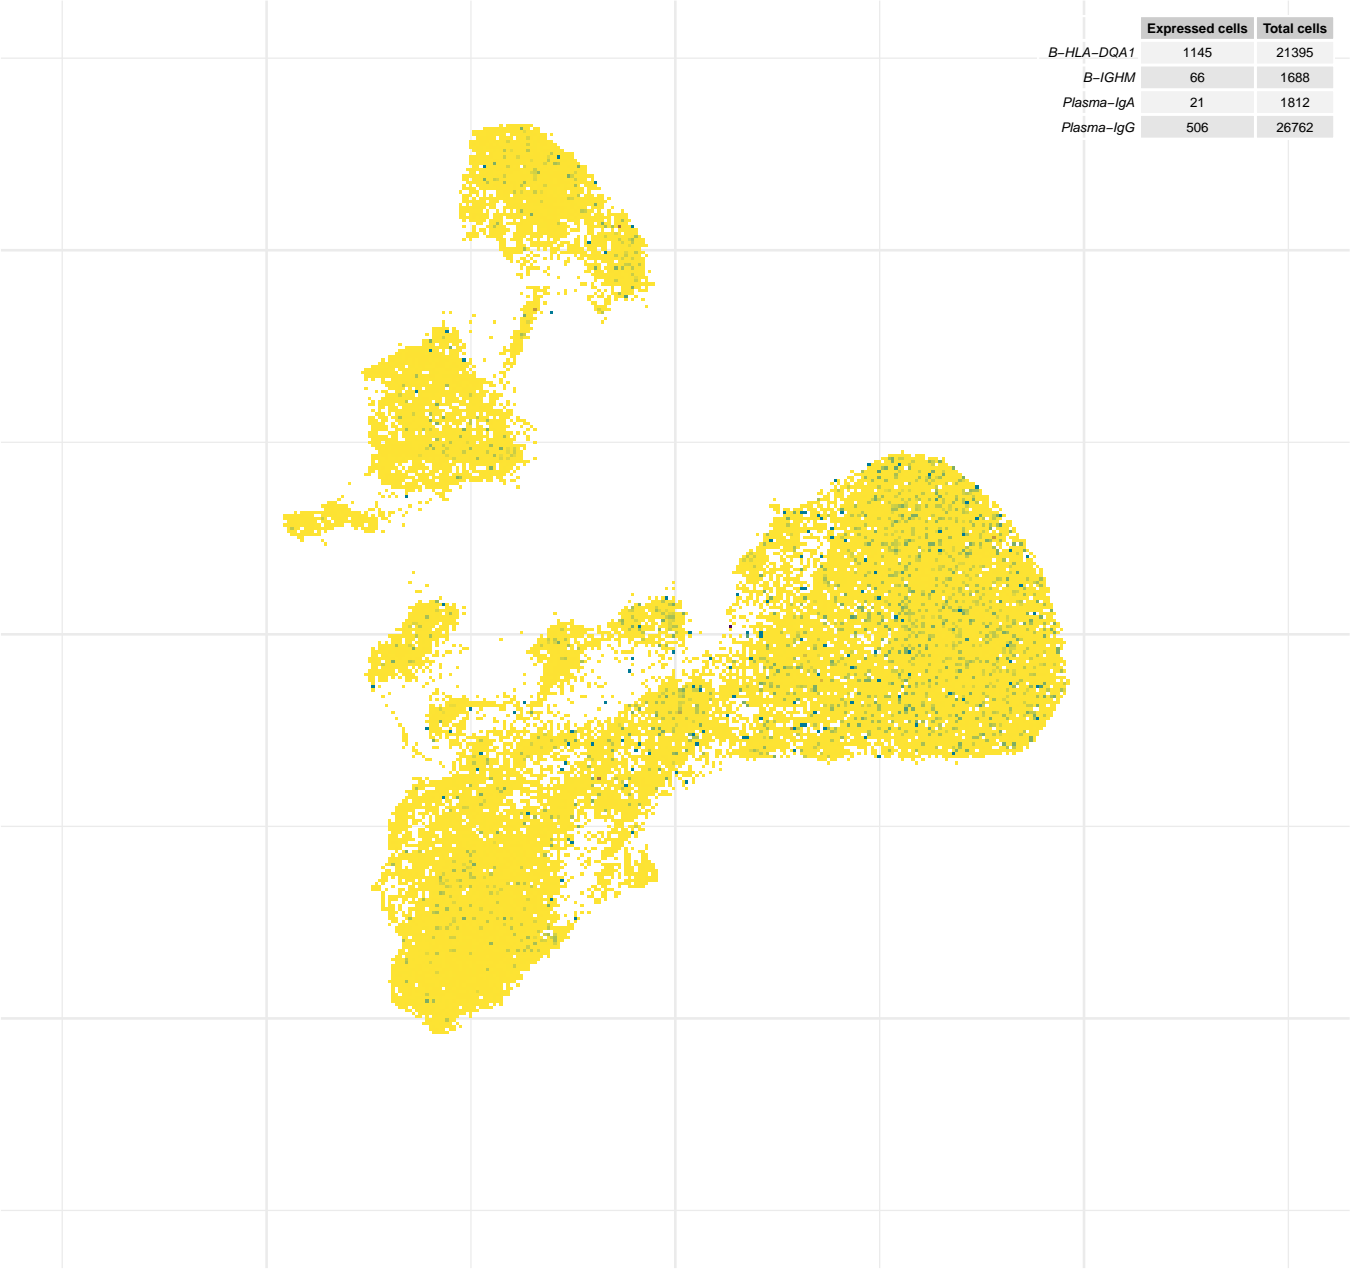 Expressed cells Total cells
B−HLA−DQA1 1145 21395
B−IGHM 66 1688
Plasma−IgA 21 1812
Plasma−IgG 506 26762